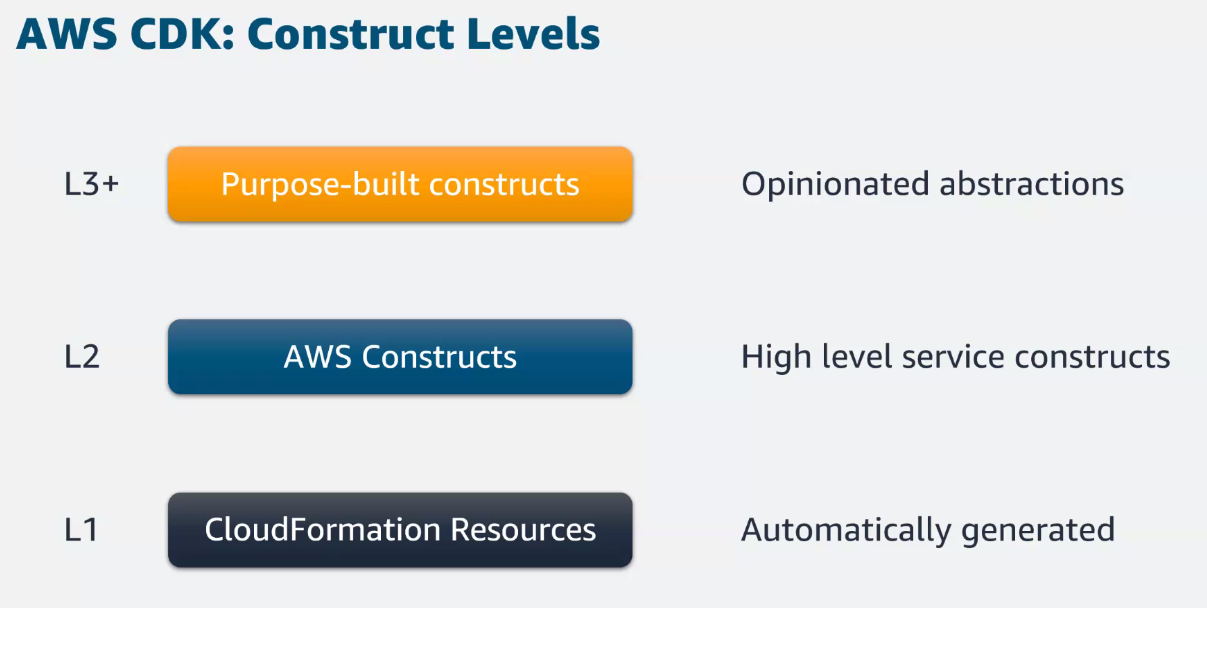 AWS CDK: Construct Levels
L3+ Purpose-built constructs Opinionated abstractions
L2 AWS Constructs High level service constructs
L1 CloudFormation Resources Automatically generated